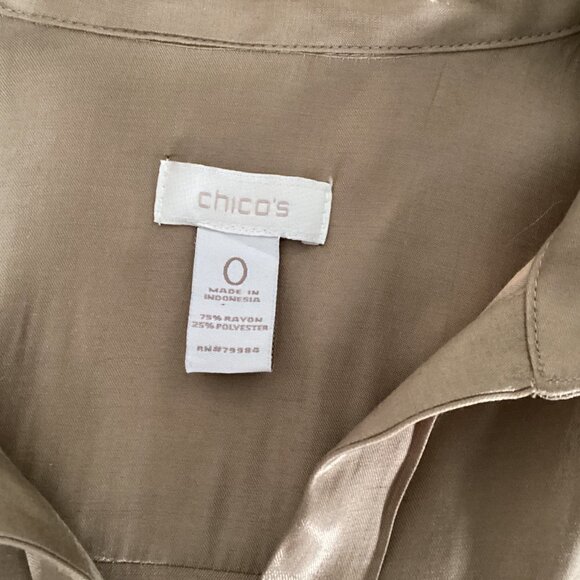 chico's
0
MADE IN
INDONESIA
75% RAYON
25% POLYESTER
RN#79984